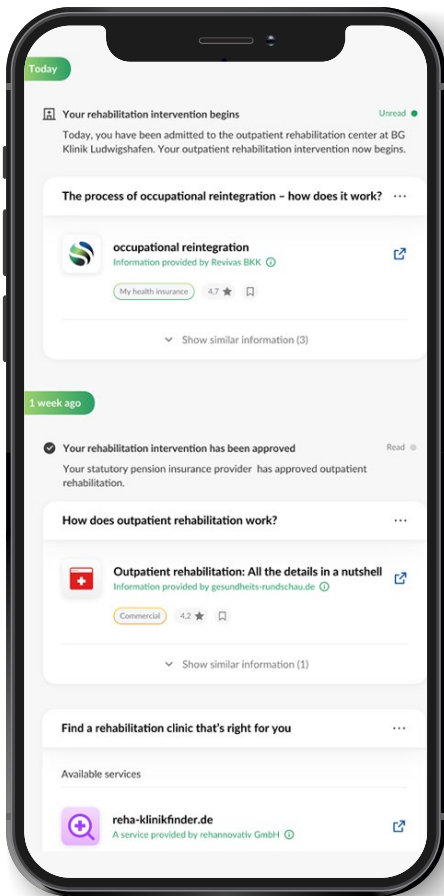 Today
Your rehabilitation intervention begins
Unread
Today, you have been admitted to the outpatient rehabilitation center at BG
Klinik Ludwigshafen. Your outpatient rehabilitation intervention now begins.
The process of occupational reintegration – how does it work?
occupational reintegration
Information provided by Revivas BKK
My health insurance
4,7
Show similar information (3)
1 week ago
Your rehabilitation intervention has been approved
Read
Your statutory pension insurance provider has approved outpatient
rehabilitation.
How does outpatient rehabilitation work?
Outpatient rehabilitation: All the details in a nutshell
Information provided by gesundheits-rundschau.de
Commercial
4,2
Show similar information (1)
Find a rehabilitation clinic that's right for you
Available services
reha-klinikfinder.de
A service provided by rehannovativ GmbH